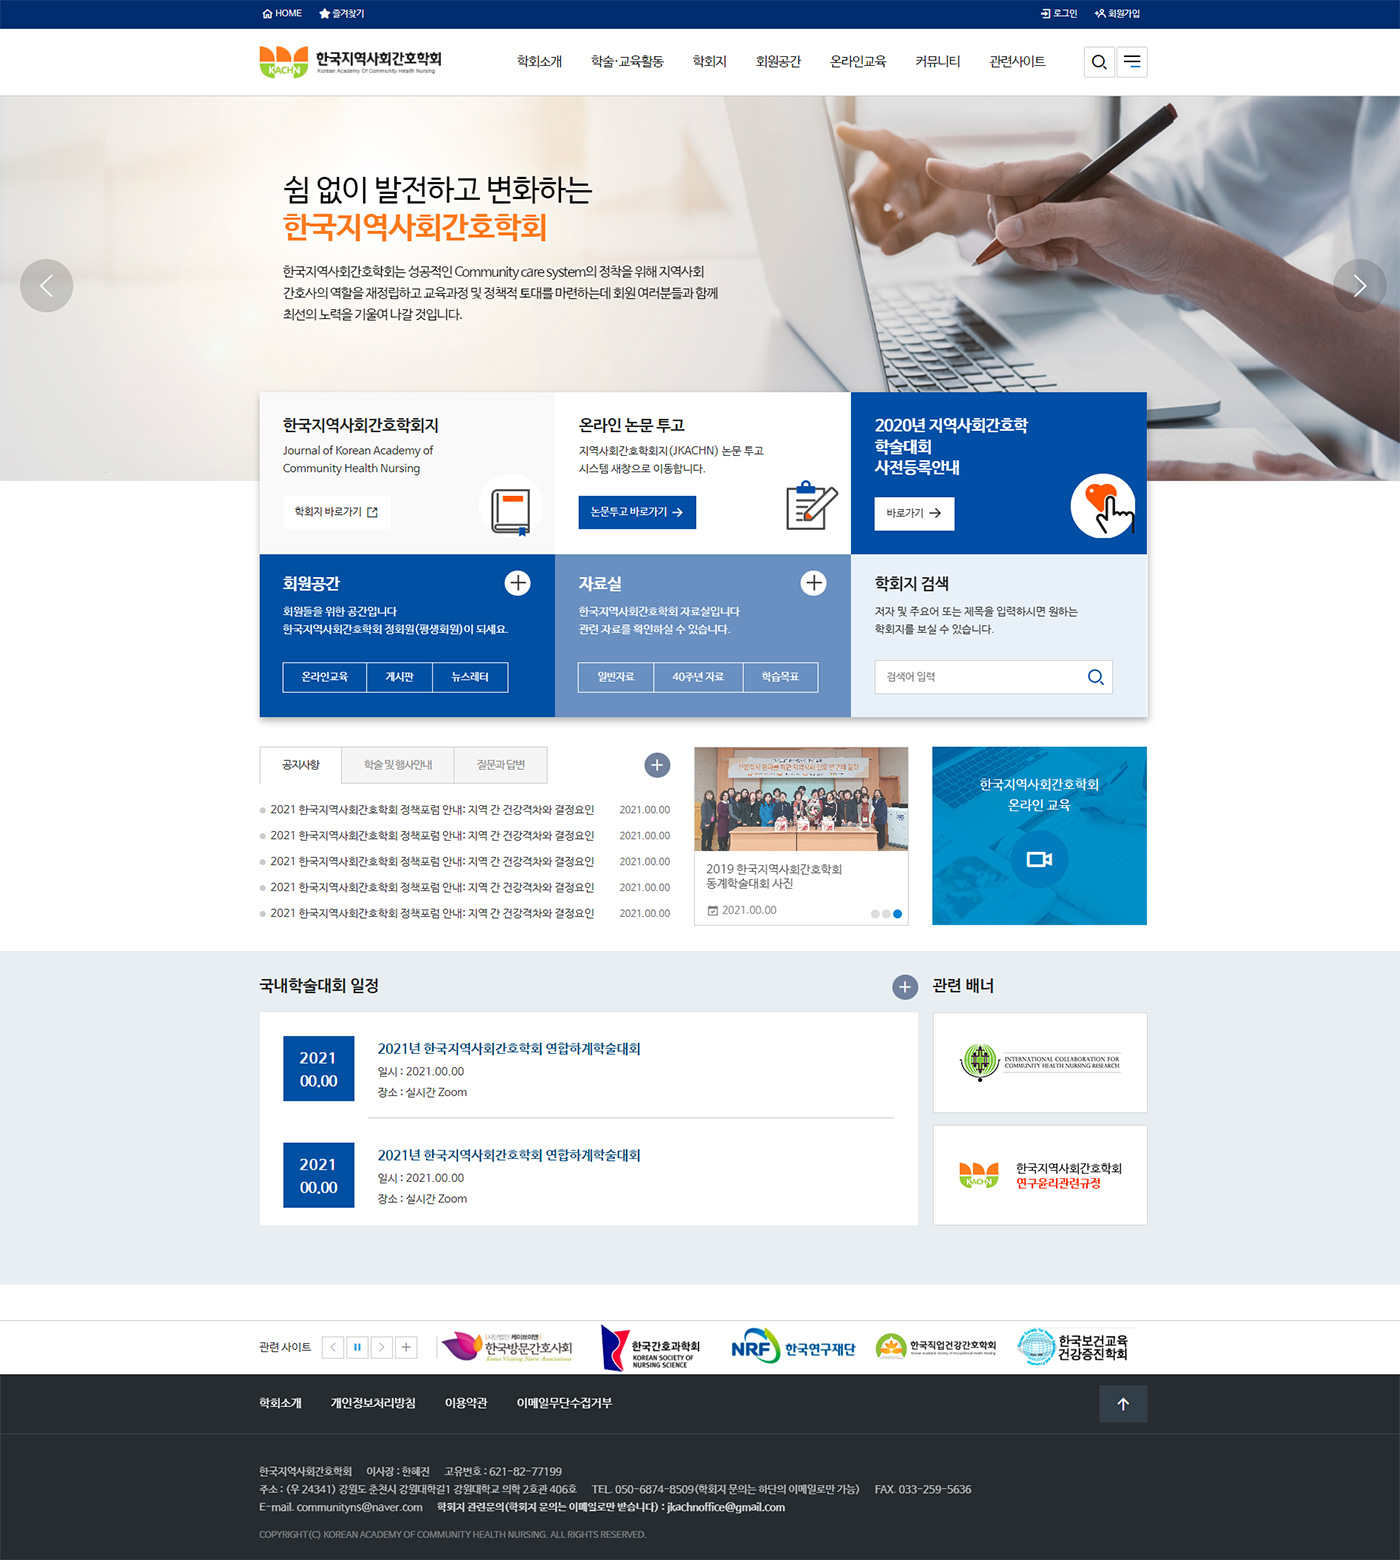 HOME 즐겨찾기 로그인 회원가입
KACHN 한국지역사회간호학회
Korean Academy Of Community Health Nursing
학회소개 학술·교육활동 학회지 회원공간 온라인교육 커뮤니티 관련사이트
쉼 없이 발전하고 변화하는
한국지역사회간호학회
한국지역사회간호학회는 성공적인 Community care system의 정착을 위해 지역사회
간호사의 역할을 재정립하고 교육과정 및 정책적 토대를 마련하는데 회원 여러분들과 함께
최선의 노력을 기울여 나갈 것입니다.
한국지역사회간호학회지
Journal of Korean Academy of
Community Health Nursing
학회지 바로가기
온라인 논문 투고
지역사회간호학회지(JKACHN) 논문 투고
시스템 새창으로 이동합니다.
논문투고 바로가기
2020년 지역사회간호학
학술대회
사전등록안내
바로가기
회원공간
회원들을 위한 공간입니다
한국지역사회간호학회 정회원(평생회원)이 되세요.
온라인교육 게시판 뉴스레터
자료실
한국지역사회간호학회 자료실입니다
관련 자료를 확인하실 수 있습니다.
일반자료 40주년 자료 학습목표
학회지 검색
저자 및 주요어 또는 제목을 입력하시면 원하는
학회지를 보실 수 있습니다.
검색어 입력
공지사항 학술 및 행사안내 질문과 답변
2021 한국지역사회간호학회 정책포럼 안내: 지역 간 건강격차와 결정요인 2021.00.00
2021 한국지역사회간호학회 정책포럼 안내: 지역 간 건강격차와 결정요인 2021.00.00
2021 한국지역사회간호학회 정책포럼 안내: 지역 간 건강격차와 결정요인 2021.00.00
2021 한국지역사회간호학회 정책포럼 안내: 지역 간 건강격차와 결정요인 2021.00.00
2021 한국지역사회간호학회 정책포럼 안내: 지역 간 건강격차와 결정요인 2021.00.00
2019 한국지역사회간호학회
동계학술대회 사진
2021.00.00
한국지역사회간호학회
온라인 교육
국내학술대회 일정
2021
00.00
2021년 한국지역사회간호학회 연합하계학술대회
일시 : 2021.00.00
장소 : 실시간 Zoom
2021
00.00
2021년 한국지역사회간호학회 연합하계학술대회
일시 : 2021.00.00
장소 : 실시간 Zoom
관련 배너
INTERNATIONAL COLLABORATION FOR
COMMUNITY HEALTH NURSING RESEARCH
KACHN
한국지역사회간호학회
연구윤리관련규정
관련 사이트
(사단법인 케이브이앤)
한국방문간호사회
Korea Visiting Nurse Associations
한국간호과학회
KOREAN SOCIETY OF
NURSING SCIENCE
NRF 한국연구재단
한국직업건강간호학회
한국보건교육
건강증진학회
학회소개 개인정보처리방침 이용약관 이메일무단수집거부
한국지역사회간호학회 이사장 : 한혜진 고유번호 : 621-82-77199
주소 : (우 24341) 강원도 춘천시 강원대학길1 강원대학교 의학 2호관 406호 TEL. 050-6874-8509(학회지 문의는 하단의 이메일로만 가능) FAX. 033-259-5636
E-mail. communityns@naver.com 학회지 관련문의(학회지 문의는 이메일로만 받습니다) : jkachnoffice@gmail.com
COPYRIGHT(C) KOREAN ACADEMY OF COMMUNITY HEALTH NURSING. ALL RIGHTS RESERVED.